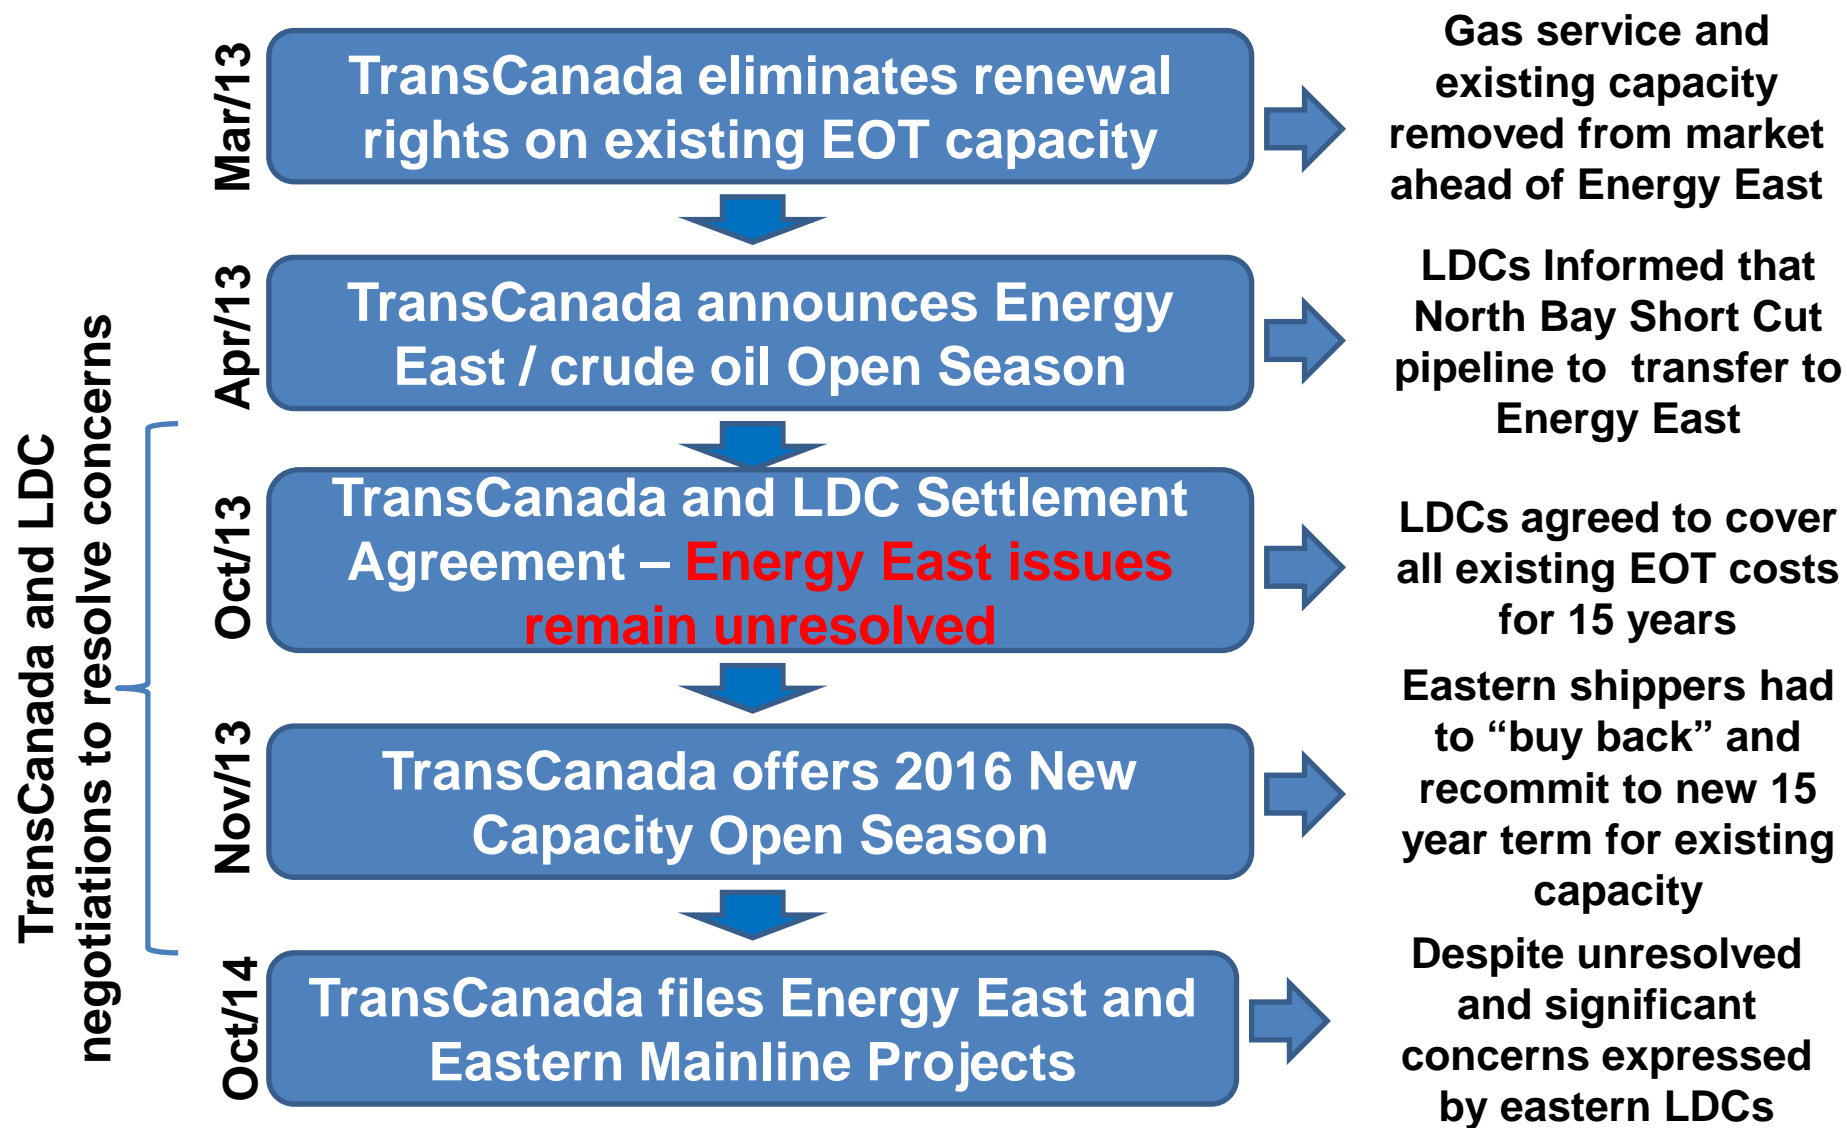 Mar/13
TransCanada eliminates renewal
rights on existing EOT capacity
Gas service and
existing capacity
removed from market
ahead of Energy East
Apr/13
TransCanada announces Energy
East / crude oil Open Season
LDCs Informed that
North Bay Short Cut
pipeline to  transfer to
Energy East
TransCanada and LDC
negotiations to resolve concerns
Oct/13
TransCanada and LDC Settlement
Agreement – Energy East issues
remain unresolved
LDCs agreed to cover
all existing EOT costs
for 15 years
Nov/13
TransCanada offers 2016 New
Capacity Open Season
Eastern shippers had
to “buy back” and
recommit to new 15
year term for existing
capacity
Oct/14
TransCanada files Energy East and
Eastern Mainline Projects
Despite unresolved
and significant
concerns expressed
by eastern LDCs